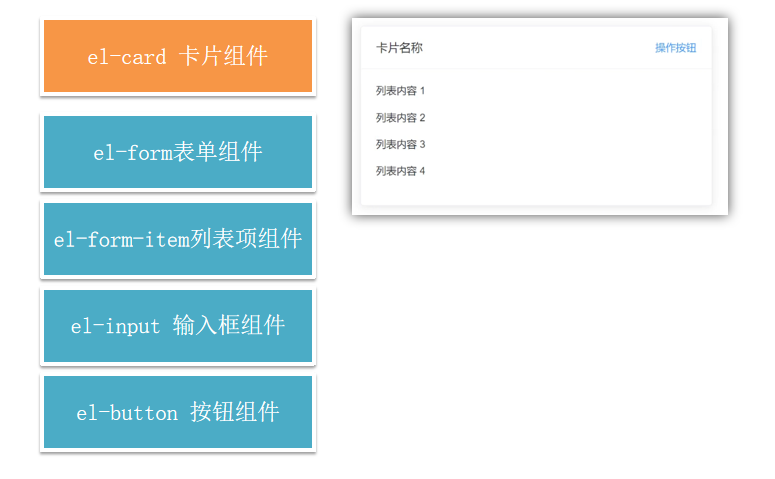 el-card 卡片组件
el-form表单组件
el-form-item列表项组件
el-input 输入框组件
el-button 按钮组件
卡片名称
操作按钮
列表内容 1
列表内容 2
列表内容 3
列表内容 4